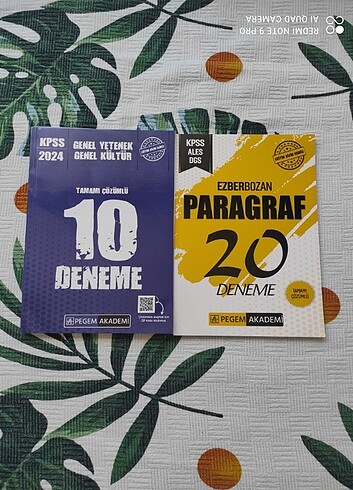 REDMI NOTE 9 PRO
AI QUAD CAMERA
KPSS
2024
GENEL YETENEK
GENEL KÜLTÜR
TAMAMI ÇÖZÜMLÜ
10
DENEME
PEGEM AKADEMİ
KPSS
ALES
DGS
EZBERBOZAN
PARAGRAF
20
DENEME
TAMAMI
ÇÖZÜMLÜ
PEGEM AKADEMİ